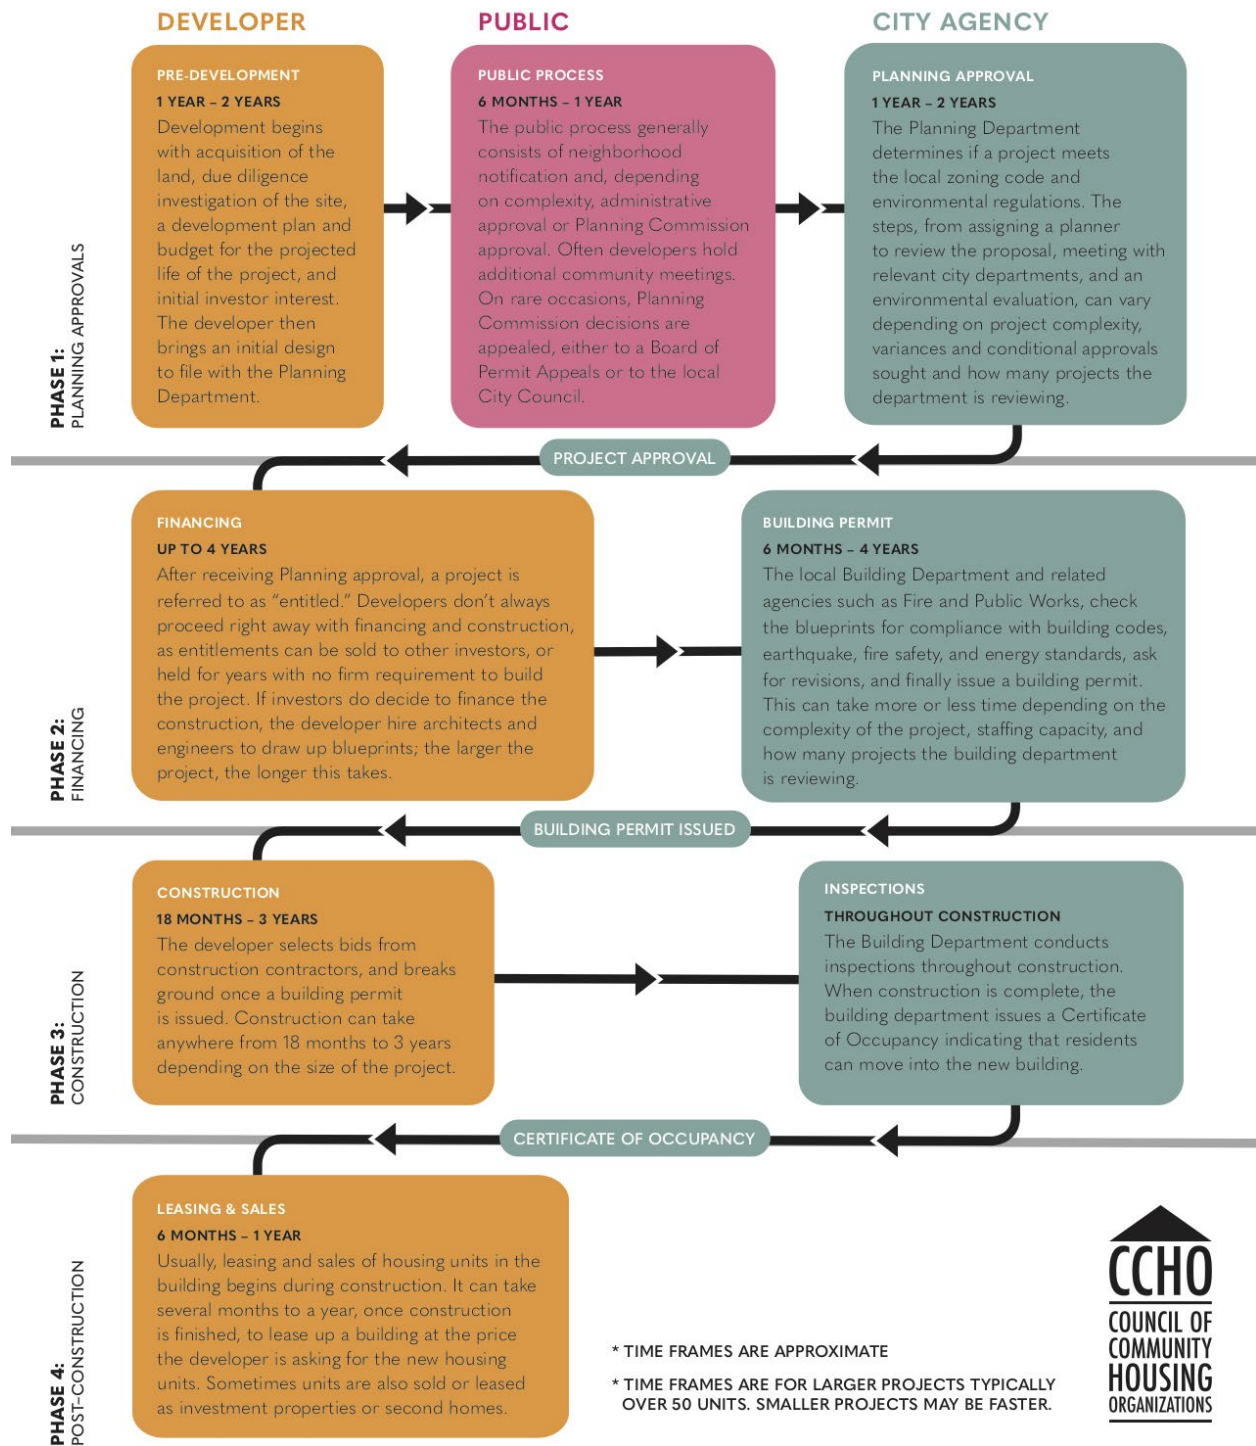 DEVELOPER
PUBLIC
CITY AGENCY
PHASE 1:
PLANNING APPROVALS
PRE-DEVELOPMENT
1 YEAR – 2 YEARS
Development begins
with acquisition of the
land, due diligence
investigation of the site,
a development plan and
budget for the projected
life of the project, and
initial investor interest.
The developer then
brings an initial design
to file with the Planning
Department.
PUBLIC PROCESS
6 MONTHS – 1 YEAR
The public process generally
consists of neighborhood
notification and, depending
on complexity, administrative
approval or Planning Commission
approval. Often developers hold
additional community meetings.
On rare occasions, Planning
Commission decisions are
appealed, either to a Board of
Permit Appeals or to the local
City Council.
PLANNING APPROVAL
1 YEAR – 2 YEARS
The Planning Department
determines if a project meets
the local zoning code and
environmental regulations. The
steps, from assigning a planner
to review the proposal, meeting with
relevant city departments, and an
environmental evaluation, can vary
depending on project complexity,
variances and conditional approvals
sought and how many projects the
department is reviewing.
PROJECT APPROVAL
PHASE 2:
FINANCING
FINANCING
UP TO 4 YEARS
After receiving Planning approval, a project is
referred to as “entitled.” Developers don’t always
proceed right away with financing and construction,
as entitlements can be sold to other investors, or
held for years with no firm requirement to build
the project. If investors do decide to finance the
construction, the developer hire architects and
engineers to draw up blueprints; the larger the
project, the longer this takes.
BUILDING PERMIT
6 MONTHS – 4 YEARS
The local Building Department and related
agencies such as Fire and Public Works, check
the blueprints for compliance with building codes,
earthquake, fire safety, and energy standards, ask
for revisions, and finally issue a building permit.
This can take more or less time depending on the
complexity of the project, staffing capacity, and
how many projects the building department
is reviewing.
BUILDING PERMIT ISSUED
PHASE 3:
CONSTRUCTION
CONSTRUCTION
18 MONTHS – 3 YEARS
The developer selects bids from
construction contractors, and breaks
ground once a building permit
is issued. Construction can take
anywhere from 18 months to 3 years
depending on the size of the project.
INSPECTIONS
THROUGHOUT CONSTRUCTION
The Building Department conducts
inspections throughout construction.
When construction is complete, the
building department issues a Certificate
of Occupancy indicating that residents
can move into the new building.
CERTIFICATE OF OCCUPANCY
PHASE 4:
POST-CONSTRUCTION
LEASING & SALES
6 MONTHS – 1 YEAR
Usually, leasing and sales of housing units in the
building begins during construction. It can take
several months to a year, once construction
is finished, to lease up a building at the price
the developer is asking for the new housing
units. Sometimes units are also sold or leased
as investment properties or second homes.
* TIME FRAMES ARE APPROXIMATE
* TIME FRAMES ARE FOR LARGER PROJECTS TYPICALLY
OVER 50 UNITS. SMALLER PROJECTS MAY BE FASTER.
CCHO
COUNCIL OF
COMMUNITY
HOUSING
ORGANIZATIONS